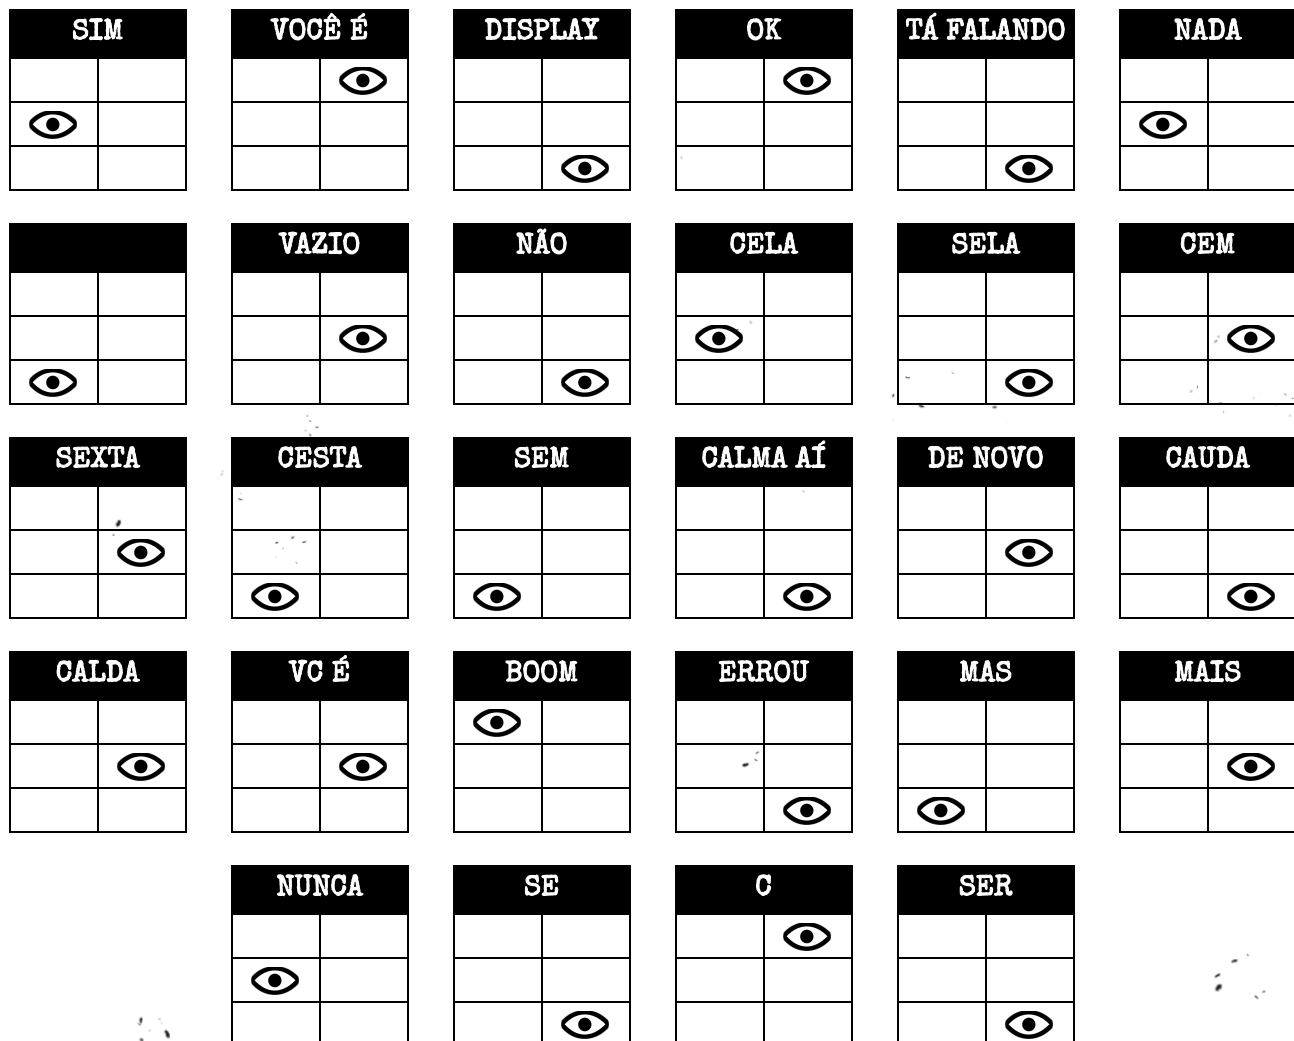 SIM VOCÊ É DISPLAY OK TÁ FALANDO NADA
VAZIO NÃO CELA SELA CEM
SEXTA CESTA SEM CALMA AÍ DE NOVO CAUDA
CALDA VC É BOOM ERROU MAS MAIS
NUNCA SE C SER